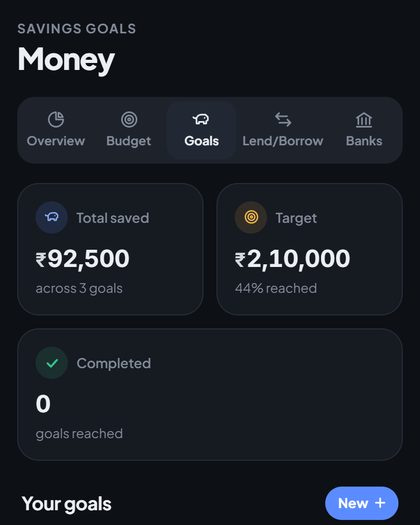 SAVINGS GOALS
Money
Overview Budget Goals Lend/Borrow Banks
Total saved
₹92,500
across 3 goals
Target
₹2,10,000
44% reached
Completed
0
goals reached
Your goals
New +